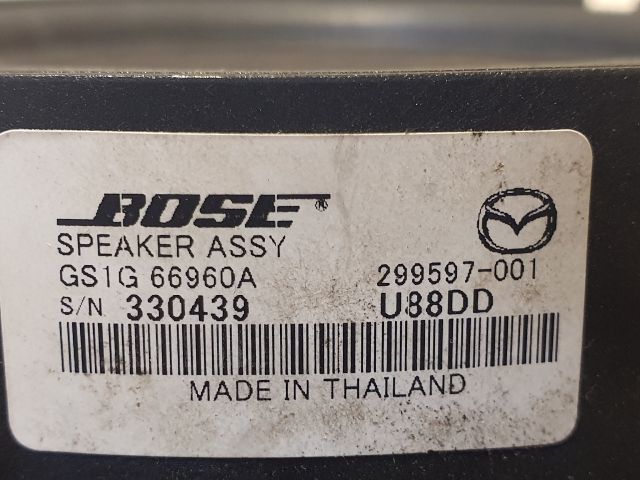 BOSE®
SPEAKER ASSY
GS1G 66960A 299597-001
S/N 330439 U88DD
MADE IN THAILAND